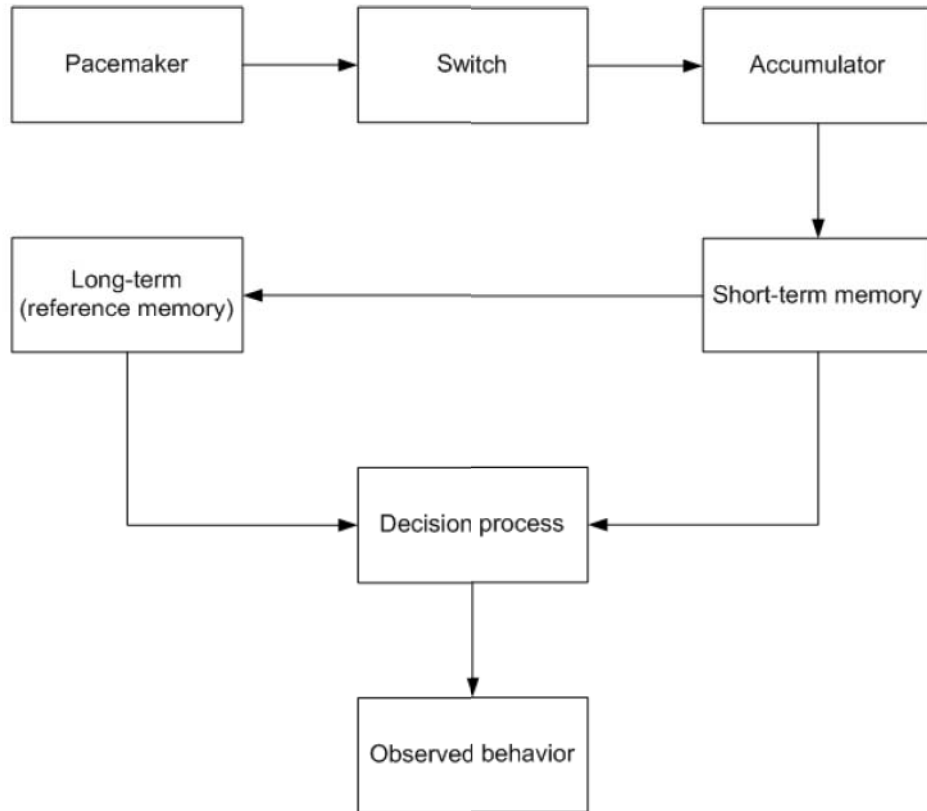 Pacemaker
Switch
Accumulator
Long-term
(reference memory)
Short-term memory
Decision process
Observed behavior